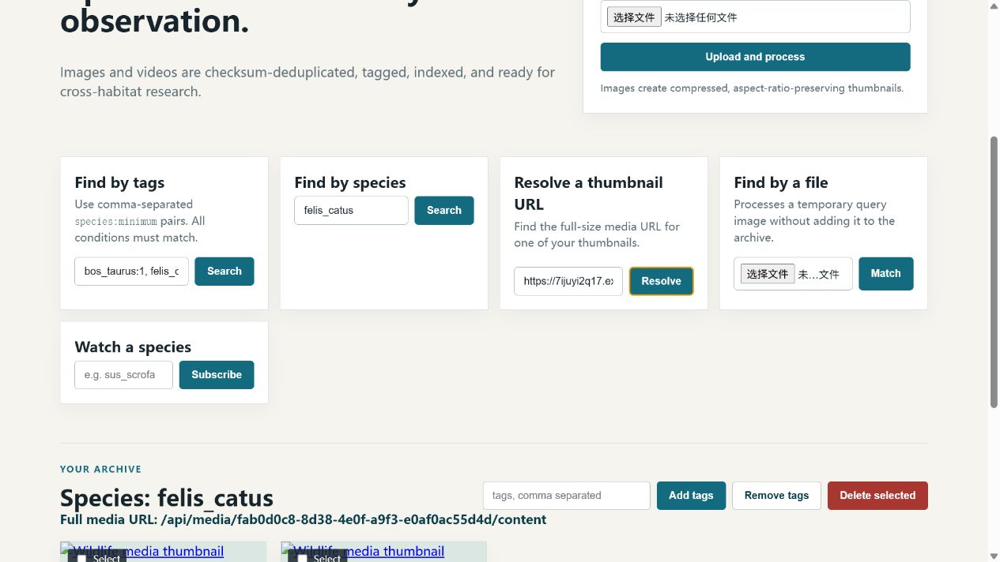 observation.
Images and videos are checksum-deduplicated, tagged, indexed, and ready for
cross-habitat research.
选择文件 未选择任何文件
Upload and process
Images create compressed, aspect-ratio-preserving thumbnails.
Find by tags
Use comma-separated
species:minimum pairs. All
conditions must match.
bos_taurus:1, felis_c
Search
Find by species
felis_catus
Search
Resolve a thumbnail
URL
Find the full-size media URL for
one of your thumbnails.
https://7ijuyi2q17.ex
Resolve
Find by a file
Processes a temporary query
image without adding it to the
archive.
选择文件 未…文件
Match
Watch a species
e.g. sus_scrofa
Subscribe
YOUR ARCHIVE
Species: felis_catus
tags, comma separated
Add tags
Remove tags
Delete selected
Full media URL: /api/media/fab0d0c8-8d38-4e0f-a9f3-e0af0ac55d4d/content
Wildlife media thumbnail
Select
Wildlife media thumbnail
Select